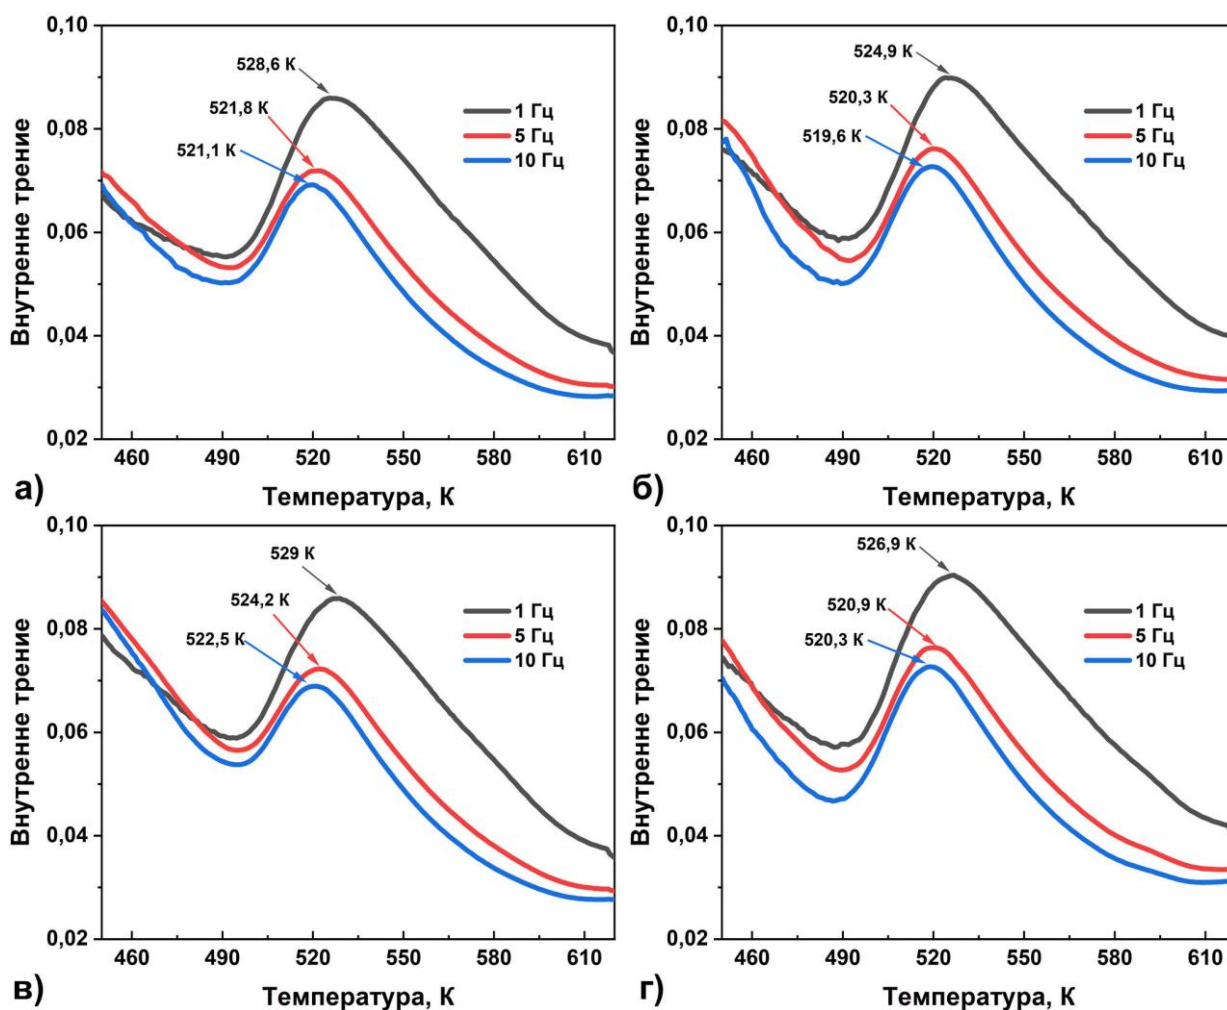 0,10
0,08
0,06
0,04
0,02
Внутренне трение
528,6 К
521,8 К
521,1 К
1 Гц
5 Гц
10 Гц
460 490 520 550 580 610
Температура, К
а)
0,10
0,08
0,06
0,04
0,02
Внутренне трение
524,9 К
520,3 К
519,6 К
1 Гц
5 Гц
10 Гц
460 490 520 550 580 610
Температура, К
б)
0,10
0,08
0,06
0,04
0,02
Внутренне трение
529 К
524,2 К
522,5 К
1 Гц
5 Гц
10 Гц
460 490 520 550 580 610
Температура, К
в)
0,10
0,08
0,06
0,04
0,02
Внутренне трение
526,9 К
520,9 К
520,3 К
1 Гц
5 Гц
10 Гц
460 490 520 550 580 610
Температура, К
г)